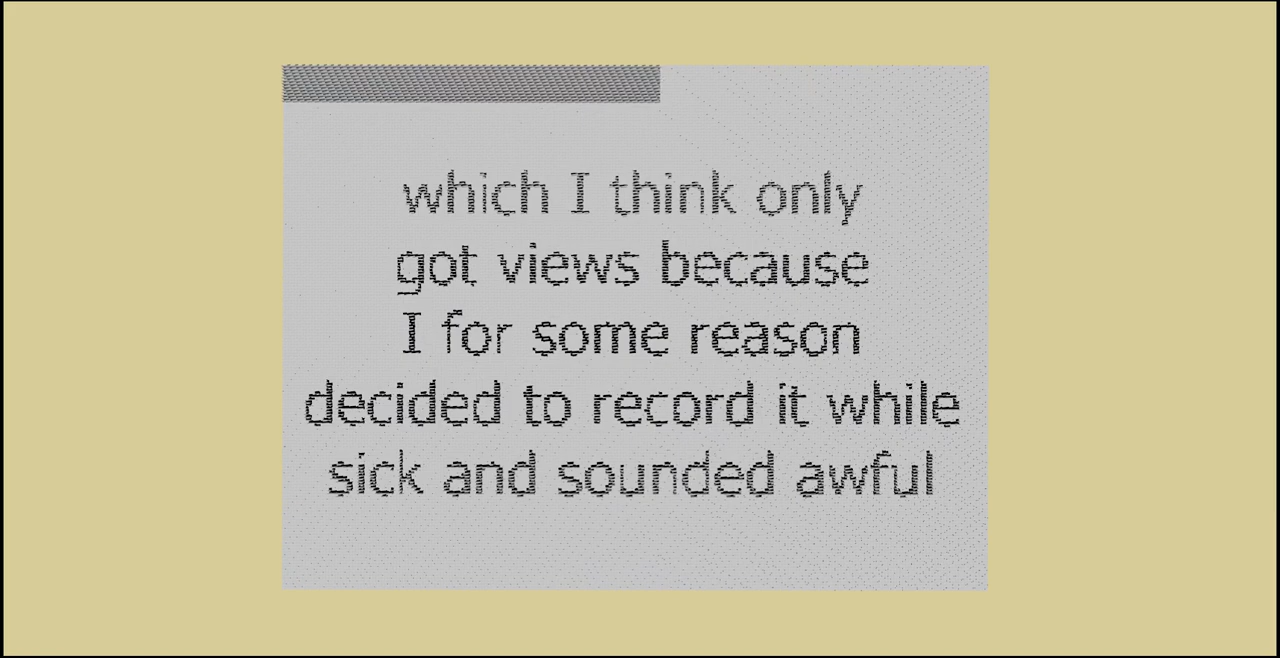 which I think only
got views because
I for some reason
decided to record it while
sick and sounded awful